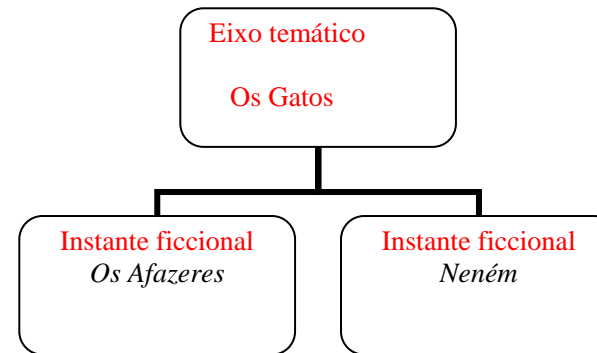 Eixo temático
Os Gatos
Instante ficcional
Os Afazeres
Instante ficcional
Neném